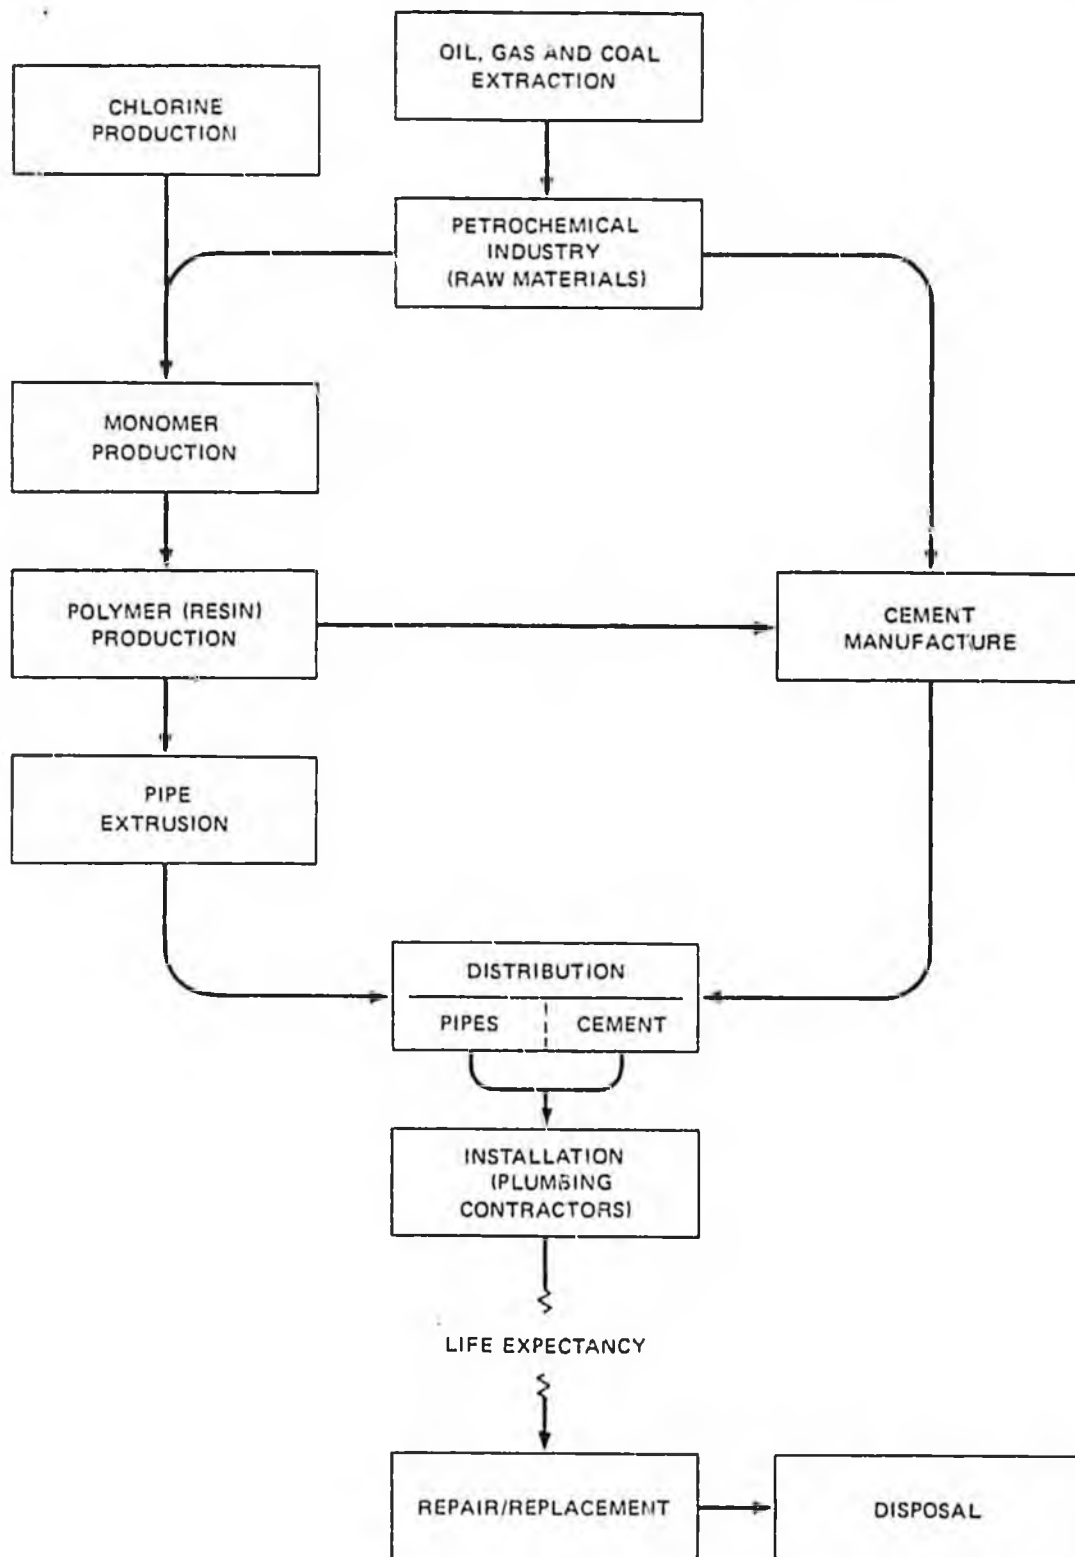 OIL, GAS AND COAL
EXTRACTION
CHLORINE
PRODUCTION
PETROCHEMICAL
INDUSTRY
(RAW MATERIALS)
MONOMER
PRODUCTION
POLYMER (RESIN)
PRODUCTION
CEMENT
MANUFACTURE
PIPE
EXTRUSION
DISTRIBUTION
PIPES
CEMENT
INSTALLATION
(PLUMBING
CONTRACTORS)
LIFE EXPECTANCY
REPAIR/REPLACEMENT
DISPOSAL